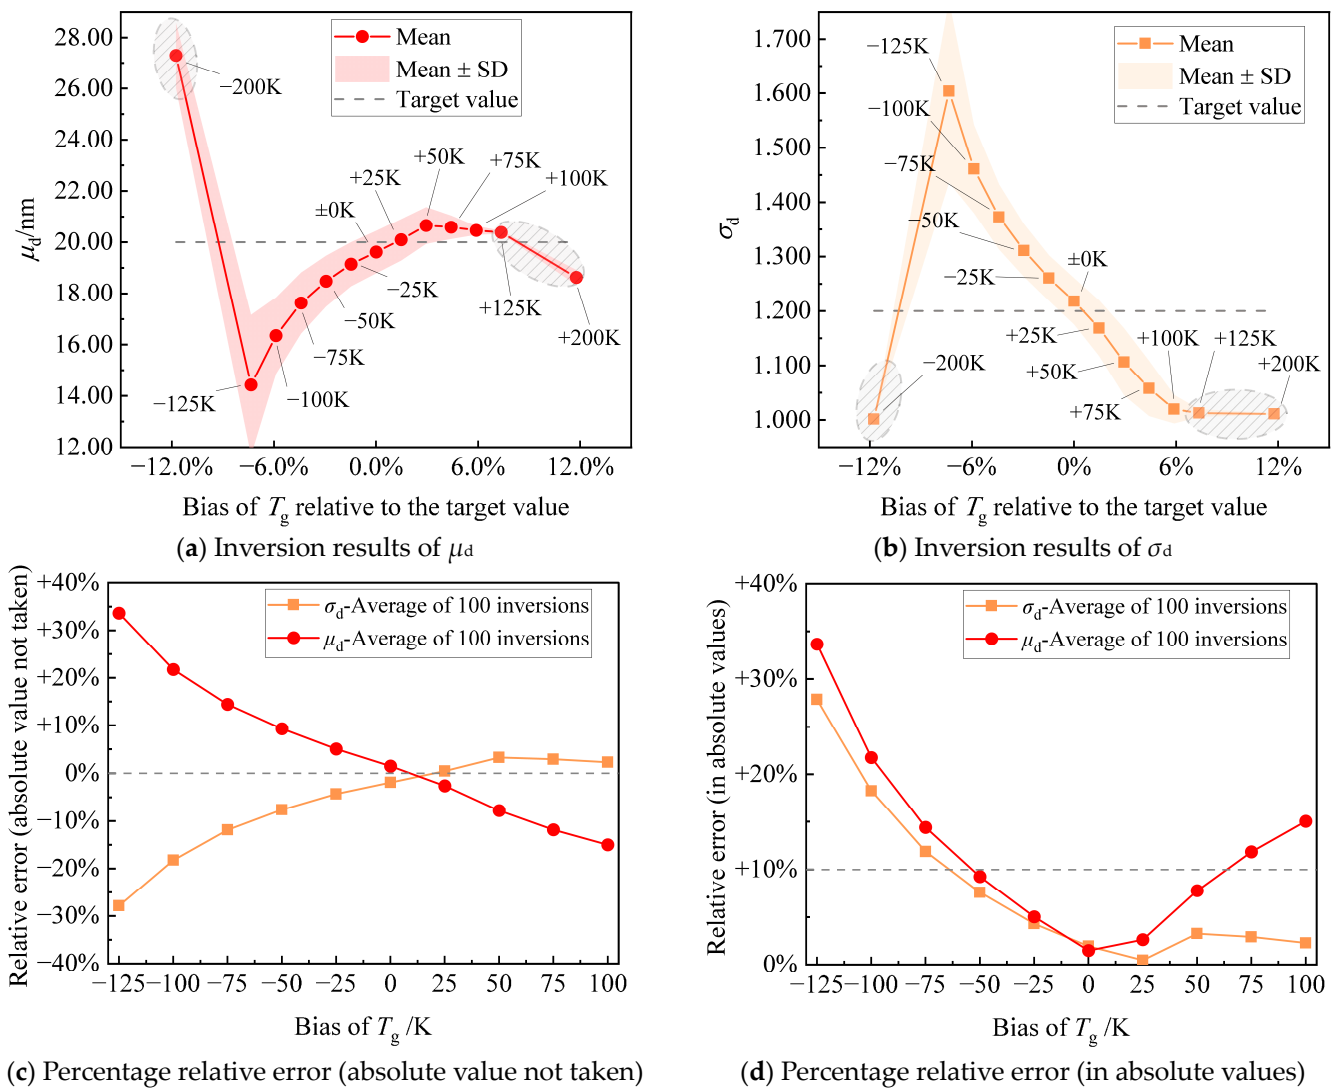 28.00
26.00
24.00
22.00
20.00
18.00
16.00
14.00
12.00
μd/nm
Mean
Mean ± SD
Target value
−200K
+50K
+75K
+25K
+100K
±0K
−25K
+125K
−50K
+200K
−75K
−125K
−100K
−12.0%
−6.0%
0.0%
6.0%
12.0%
Bias of Tg relative to the target value
(a) Inversion results of μd
1.700
1.600
1.500
1.400
1.300
1.200
1.100
1.000
σd
Mean
Mean ± SD
Target value
−125K
−100K
−75K
−50K
−25K
±0K
+25K
+100K
+125K
−200K
+50K
+200K
+75K
−12%
−6%
0%
6%
12%
Bias of Tg relative to the target value
(b) Inversion results of σd
+40%
+30%
+20%
+10%
0%
−10%
−20%
−30%
−40%
Relative error (absolute value not taken)
σd-Average of 100 inversions
μd-Average of 100 inversions
−125
−100
−75
−50
−25
0
25
50
75
100
Bias of Tg /K
(c) Percentage relative error (absolute value not taken)
+40%
+30%
+20%
+10%
0%
Relative error (in absolute values)
σd-Average of 100 inversions
μd-Average of 100 inversions
−125
−100
−75
−50
−25
0
25
50
75
100
Bias of Tg /K
(d) Percentage relative error (in absolute values)